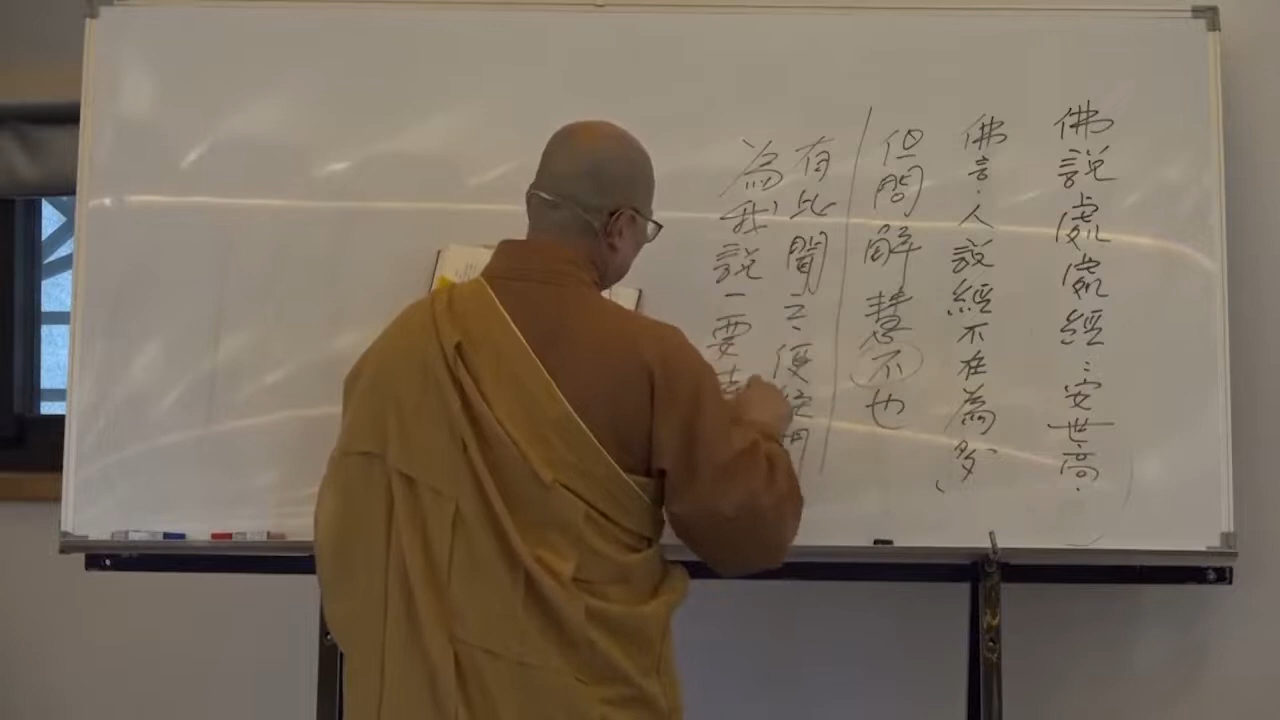 佛說處處經：安世高．
佛言．人說經不在為多、
但問解慧不也
有比聞便
為我說一要